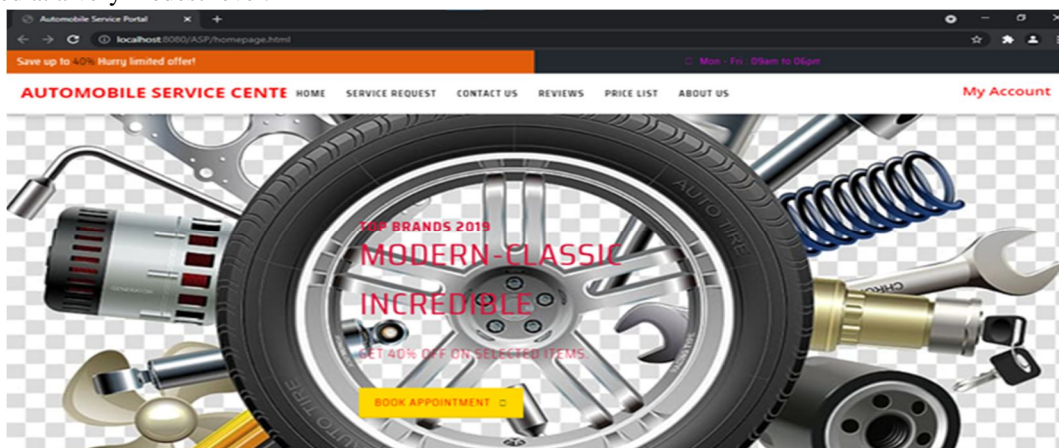 Automobile Service Portal
localhost:8080/ASP/homepage.html
Save up to 40% Hurry limited offer!
Mon - Fri : 09am to 06pm
AUTOMOBILE SERVICE CENTE HOME SERVICE REQUEST CONTACT US REVIEWS PRICE LIST ABOUT US My Account
AUTO TIRE
TOP BRANDS 2019
MODERN-CLASSIC
INCREDIBLE
GENERATOR
GET 40% OFF ON SELECTED ITEMS.
BOOK APPOINTMENT
AUTO TIRE